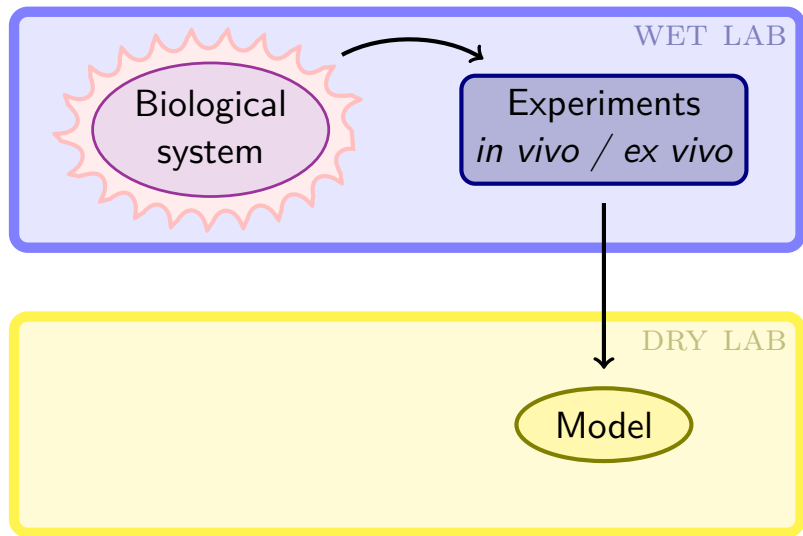 WET LAB
Biological
system
Experiments
in vivo / ex vivo
DRY LAB
Model